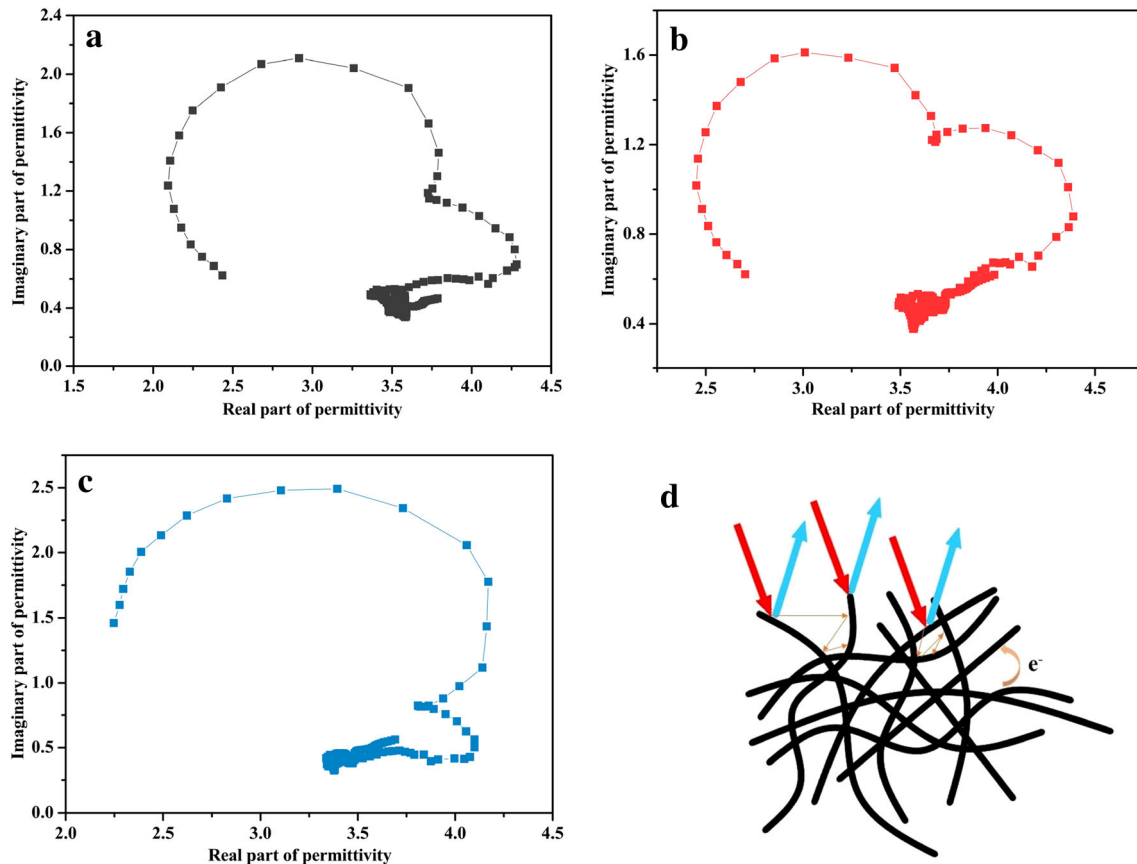 a
2.4
2.0
1.6
1.2
0.8
0.4
0.0
Imaginary part of permittivity
1.5 2.0 2.5 3.0 3.5 4.0 4.5
Real part of permittivity
b
1.6
1.2
0.8
0.4
Imaginary part of permittivity
2.5 3.0 3.5 4.0 4.5
Real part of permittivity
c
2.5
2.0
1.5
1.0
0.5
0.0
Imaginary part of permittivity
2.0 2.5 3.0 3.5 4.0 4.5
Real part of permittivity
d
e-